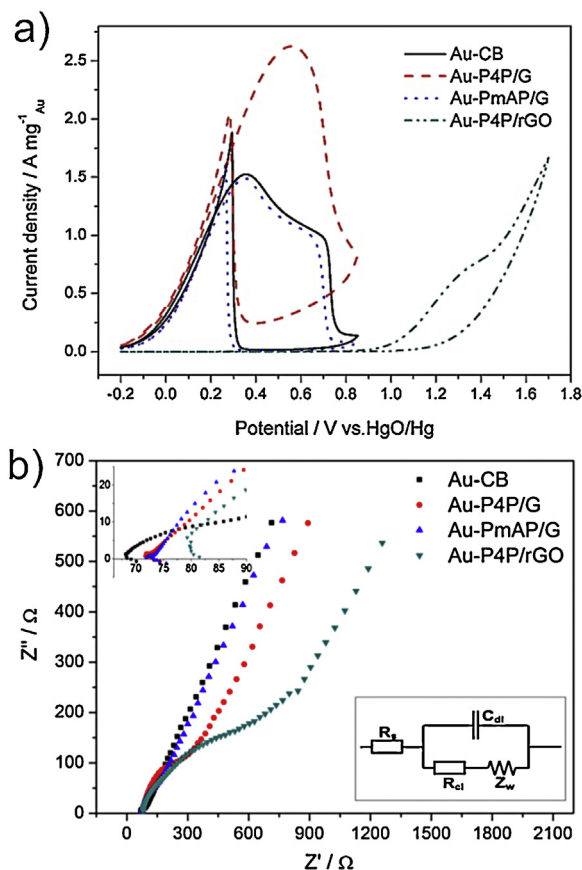 a)
Au-CB
Au-P4P/G
Au-PmAP/G
Au-P4P/rGO
Current density / A mg⁻¹Au
2.5
2.0
1.5
1.0
0.5
0.0
-0.2 0.0 0.2 0.4 0.6 0.8 1.0 1.2 1.4 1.6 1.8
Potential / V vs.HgO/Hg
b)
700
600
500
400
300
200
100
0
Z'' / Ω
20
10
0
70 75 80 85 90
Au-CB
Au-P4P/G
Au-PmAP/G
Au-P4P/rGO
Rs
Cdl
Rct
Zw
0 300 600 900 1200 1500 1800 2100
Z' / Ω